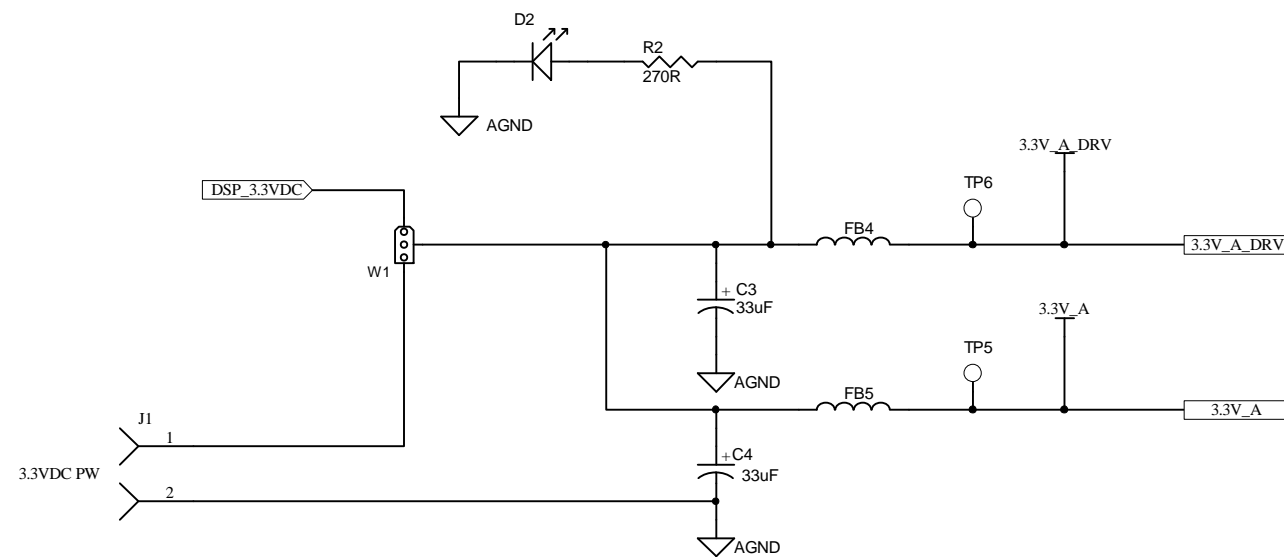 D2
R2
270R
AGND
3.3V_A_DRV
DSP_3.3VDC
TP6
FB4
3.3V_A_DRV
W1
+ C3
33uF
3.3V_A
TP5
AGND
FB5
3.3V_A
J1
1
+ C4
33uF
3.3VDC PW
2
AGND